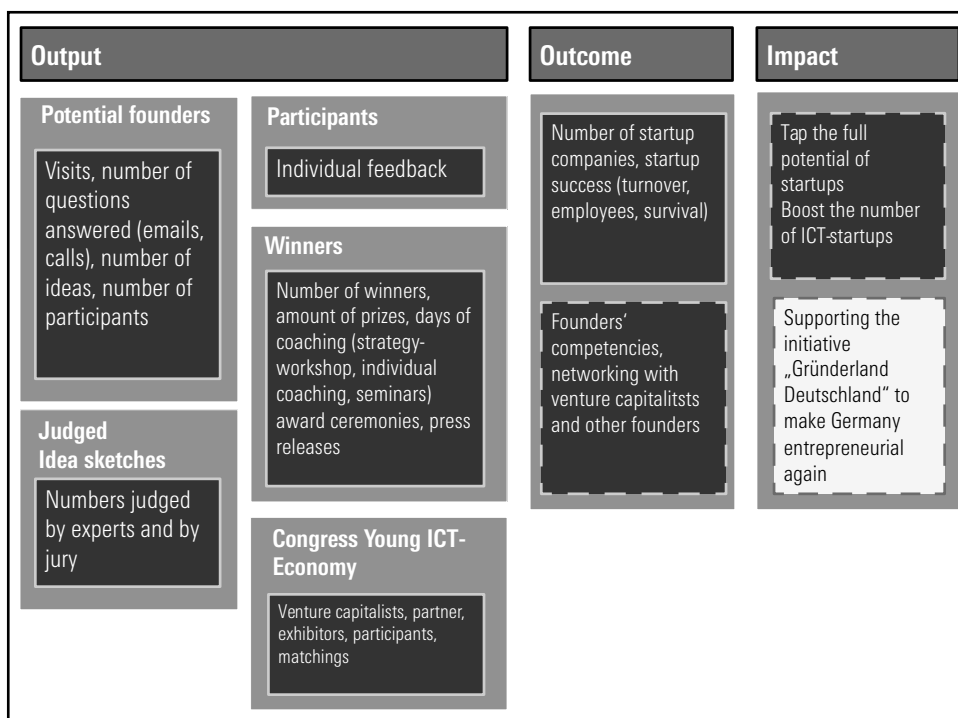 Output
Potential founders
Visits, number of
questions
answered (emails,
calls), number of
ideas, number of
participants
Judged
Idea sketches
Numbers judged
by experts and by
jury
Participants
Individual feedback
Winners
Number of winners,
amount of prizes, days of
coaching (strategy-
workshop, individual
coaching, seminars)
award ceremonies, press
releases
Congress Young ICT-
Economy
Venture capitalists, partner,
exhibitors, participants,
matchings
Outcome
Number of startup
companies, startup
success (turnover,
employees, survival)
Founders‘
competencies,
networking with
venture capitalitsts
and other founders
Impact
Tap the full
potential of
startups
Boost the number
of ICT-startups
Supporting the
initiative
„Gründerland
Deutschland“ to
make Germany
entrepreneurial
again